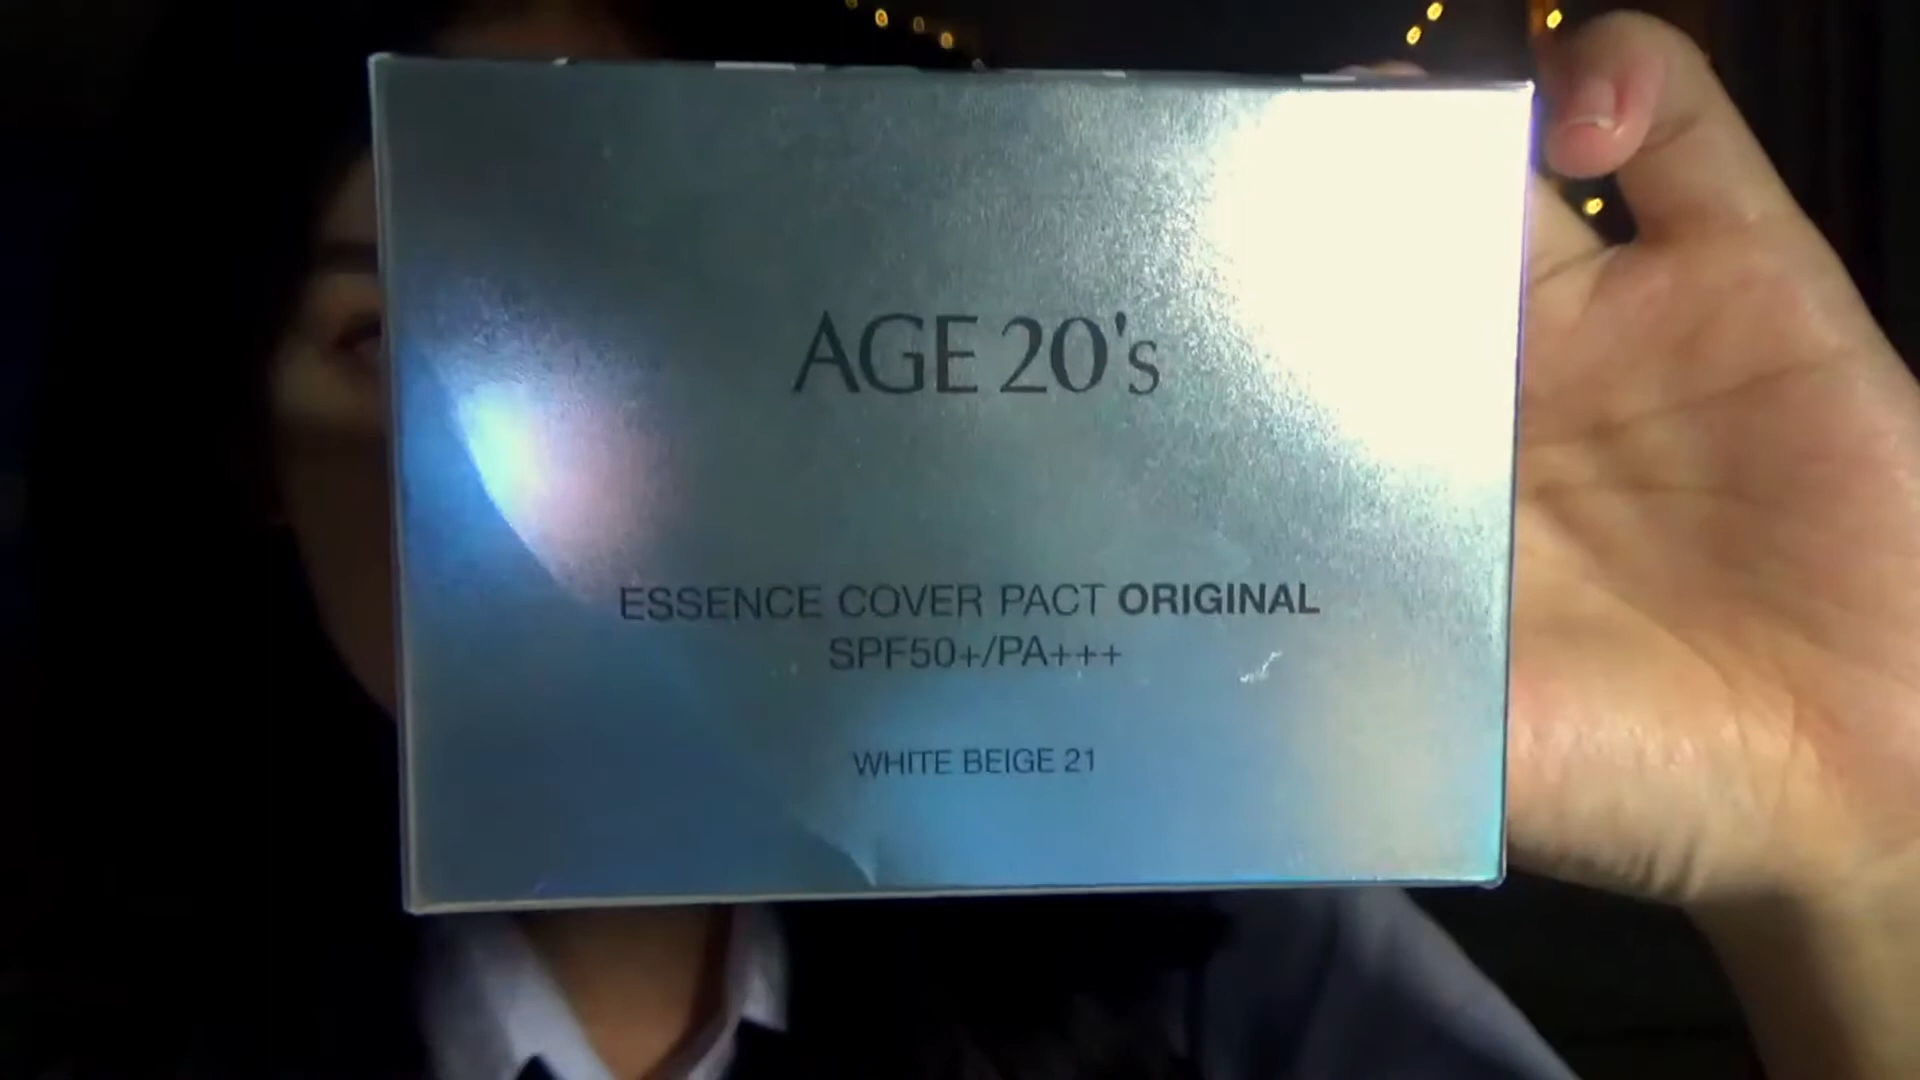 AGE 20's
ESSENCE COVER PACT ORIGINAL
SPF50+/PA+++
WHITE BEIGE 21